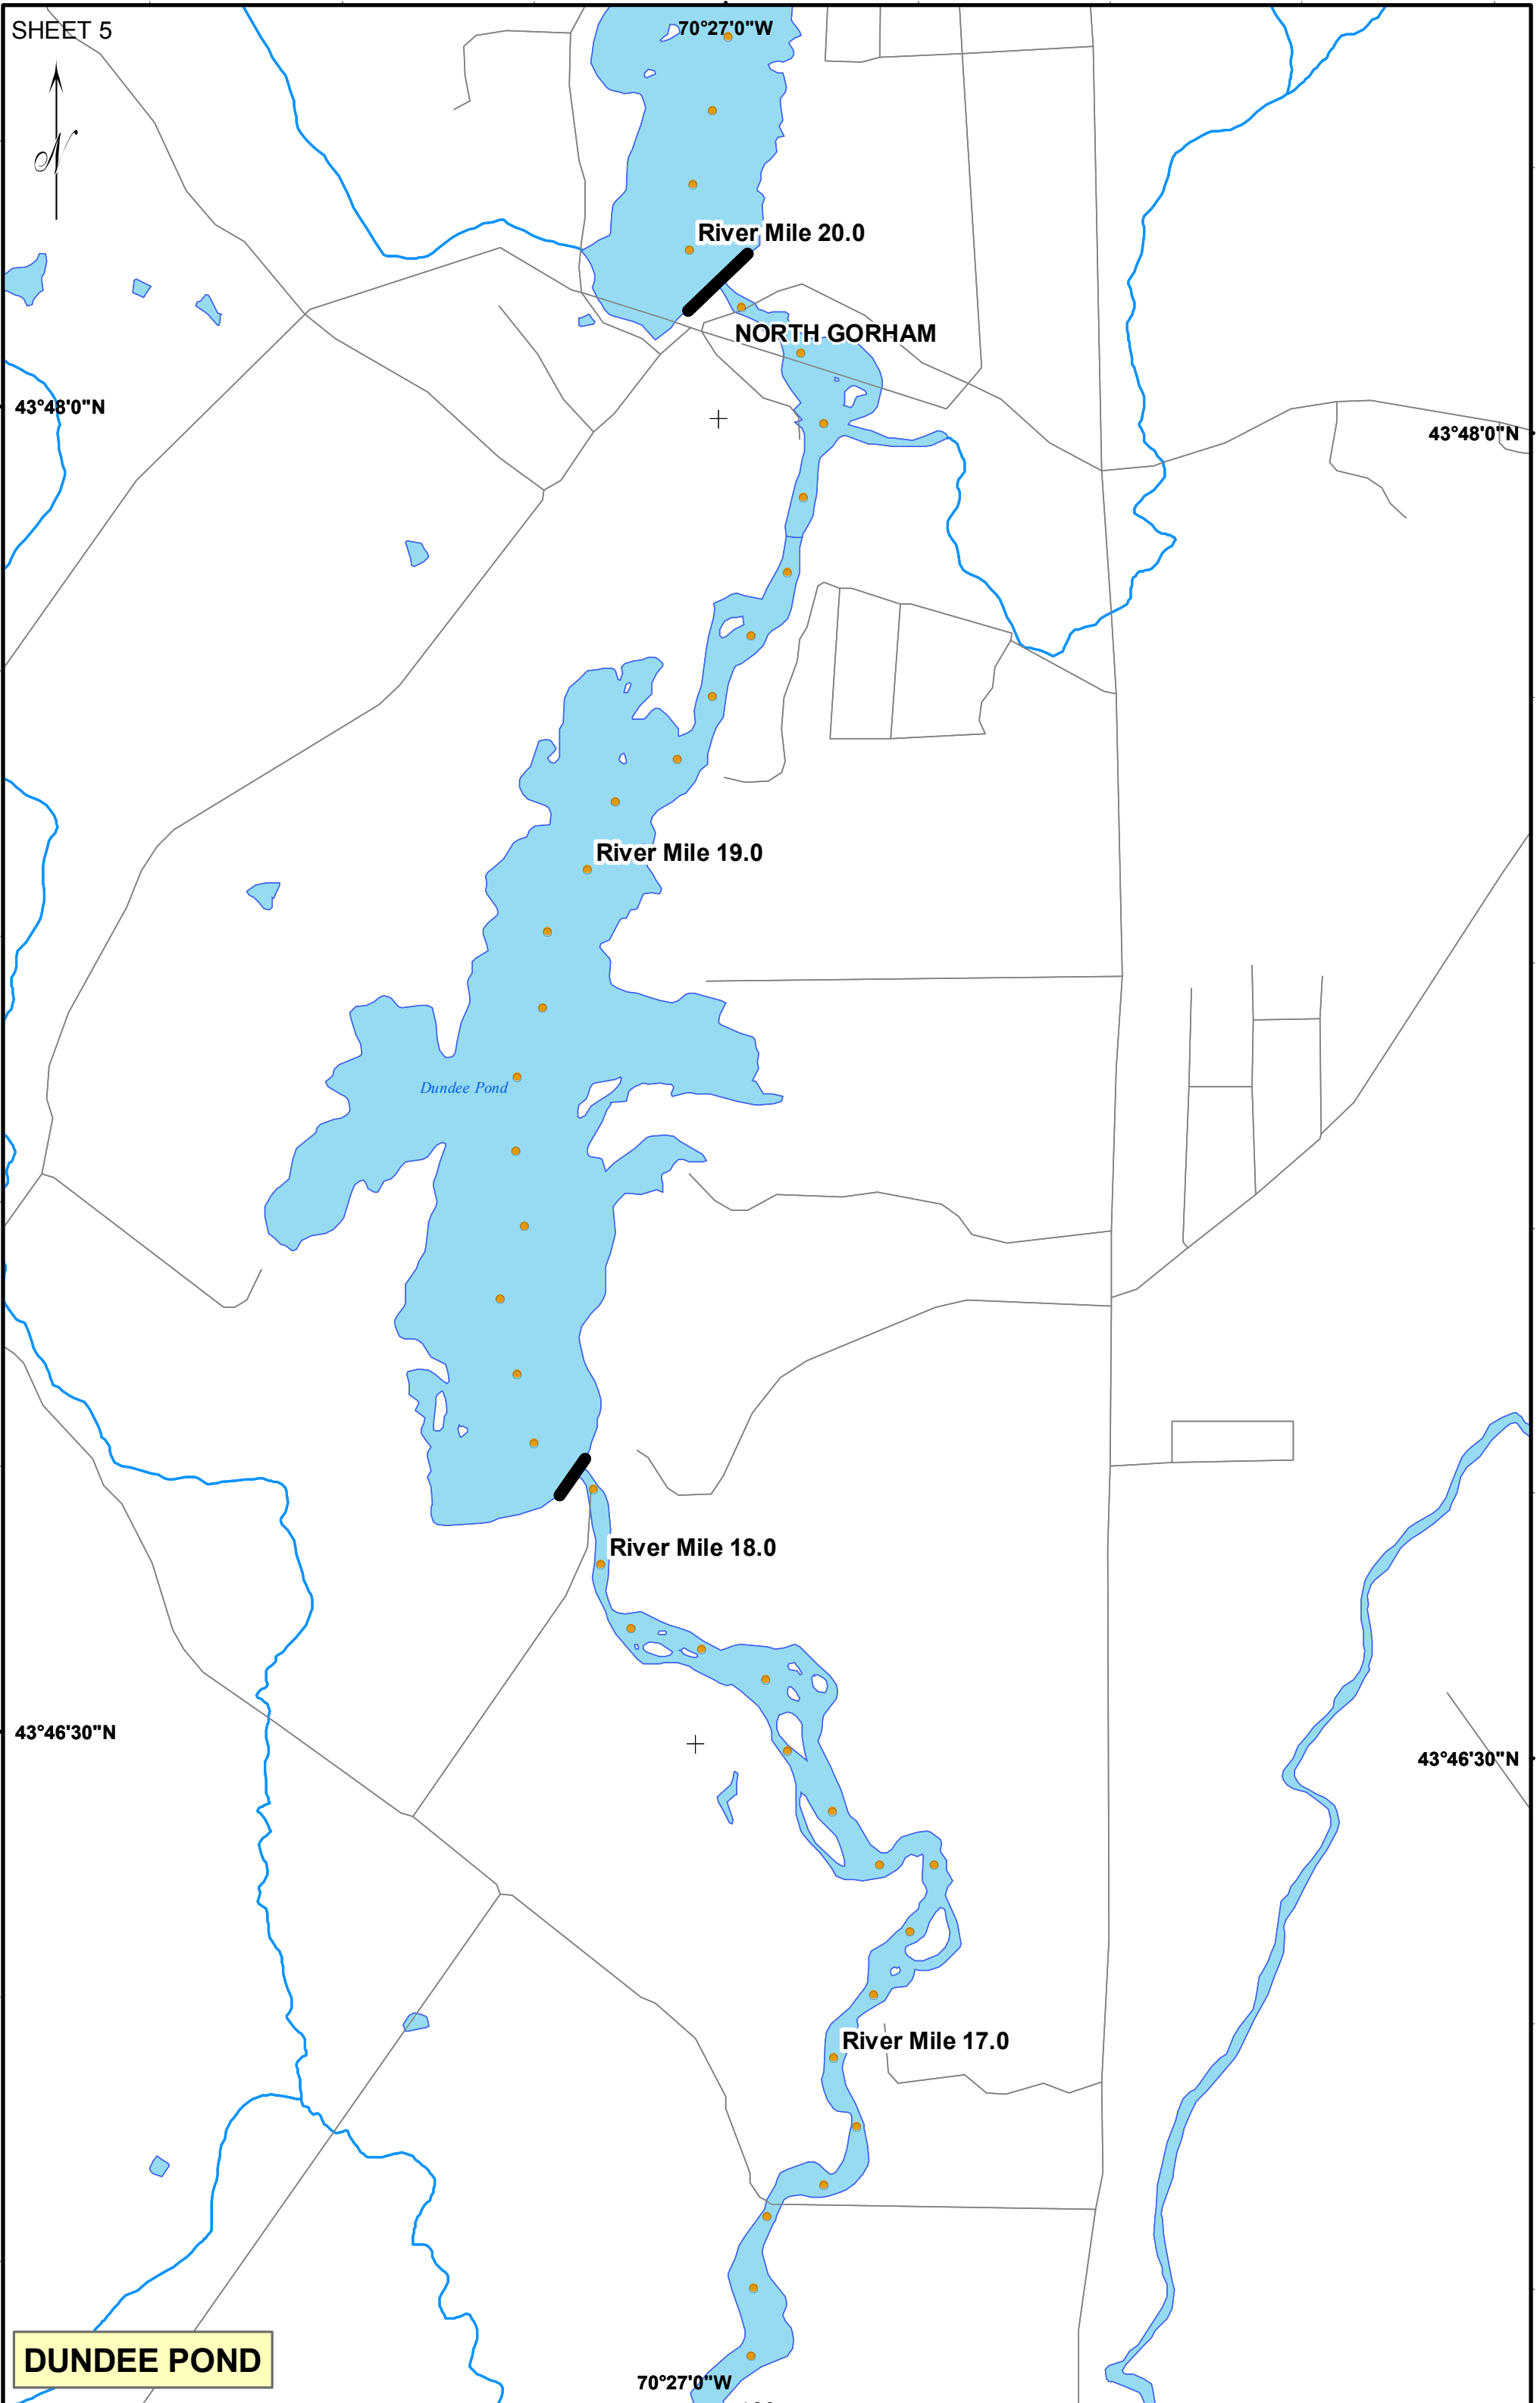 SHEET 5
70°27'0"W
N
River Mile 20.0
NORTH GORHAM
43°48'0"N
43°48'0"N
River Mile 19.0
Dundee Pond
River Mile 18.0
43°46'30"N
43°46'30"N
River Mile 17.0
DUNDEE POND
70°27'0"W